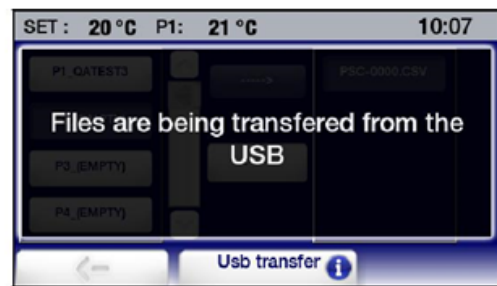 SET : 20 °C P1: 21 °C 10:07
P1_QATEST3
---->
PSC-0000.CSV
Files are being transfered from the
USB
P3_(EMPTY)
P4_(EMPTY)
Usb transfer